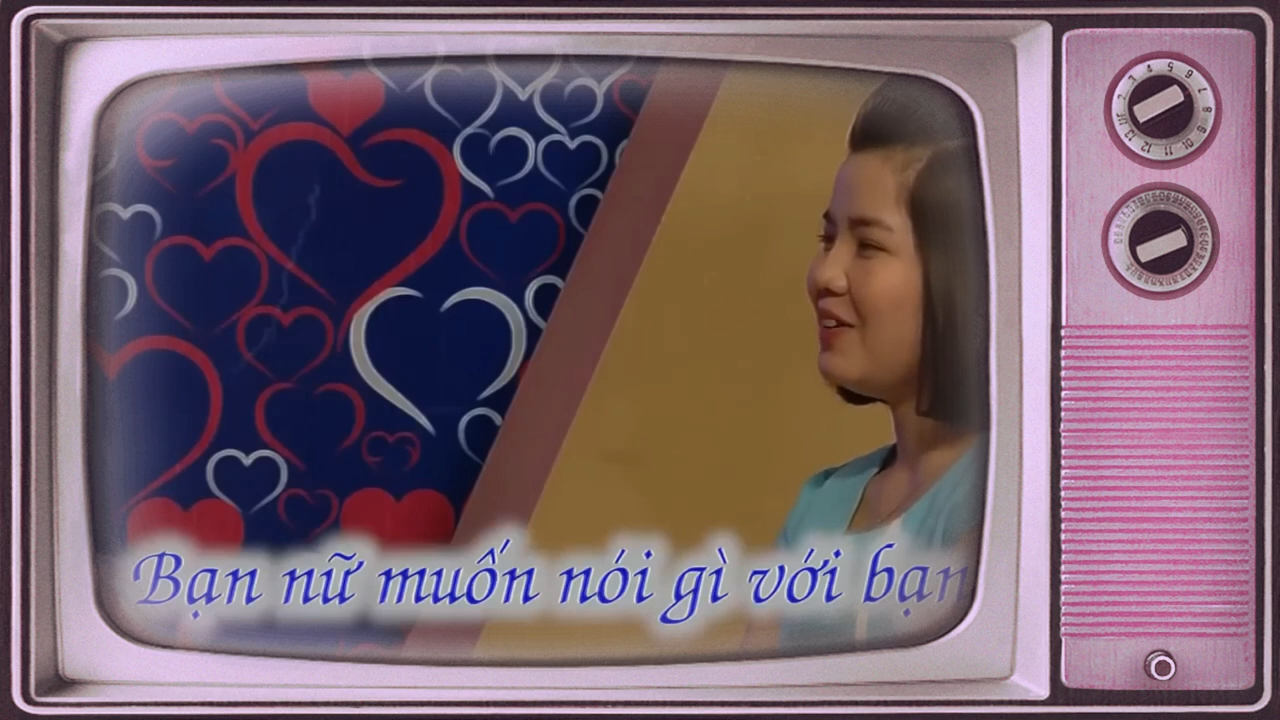 Bạn nữ muốn nói gì với bạn